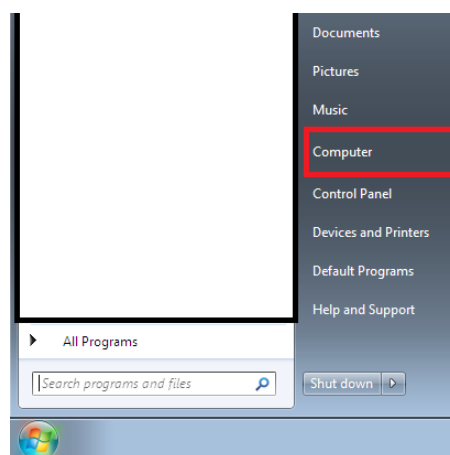 Documents
Pictures
Music
Computer
Control Panel
Devices and Printers
Default Programs
Help and Support
All Programs
Search programs and files
Shut down